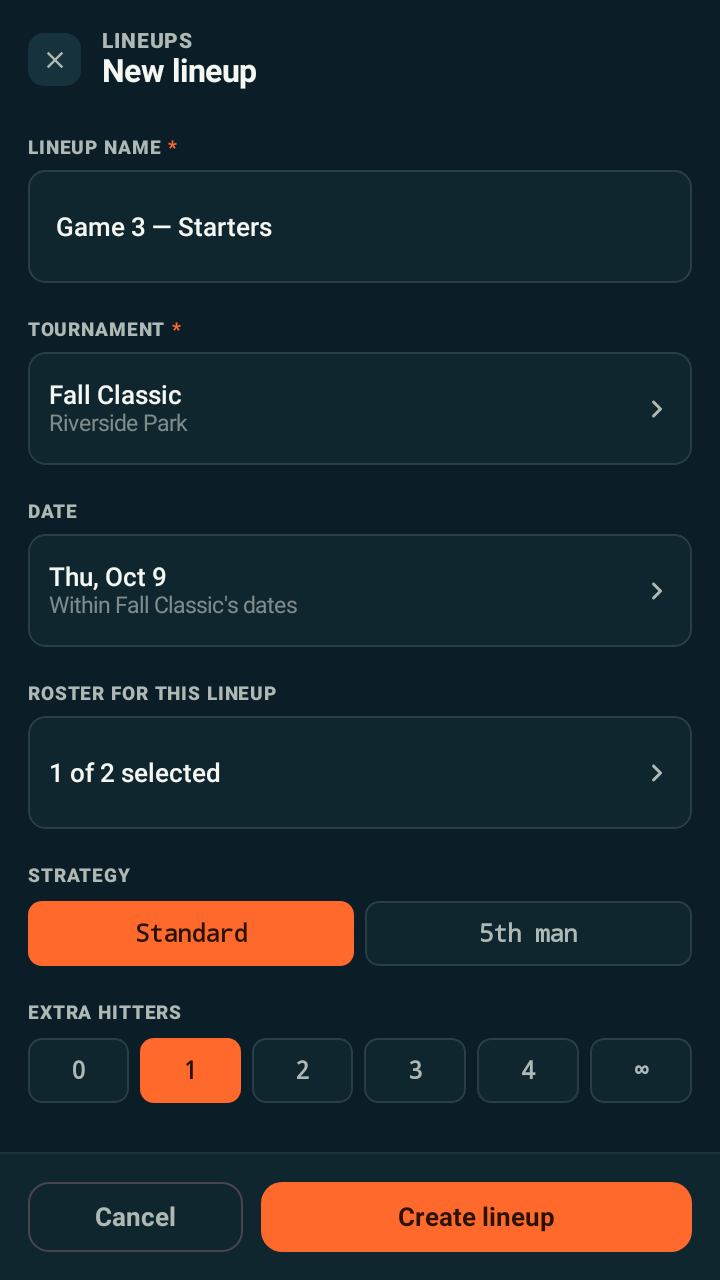 LINEUPS
New lineup
LINEUP NAME *
Game 3 — Starters
TOURNAMENT *
Fall Classic
Riverside Park
DATE
Thu, Oct 9
Within Fall Classic's dates
ROSTER FOR THIS LINEUP
1 of 2 selected
STRATEGY
Standard 5th man
EXTRA HITTERS
0 1 2 3 4 ∞
Cancel Create lineup